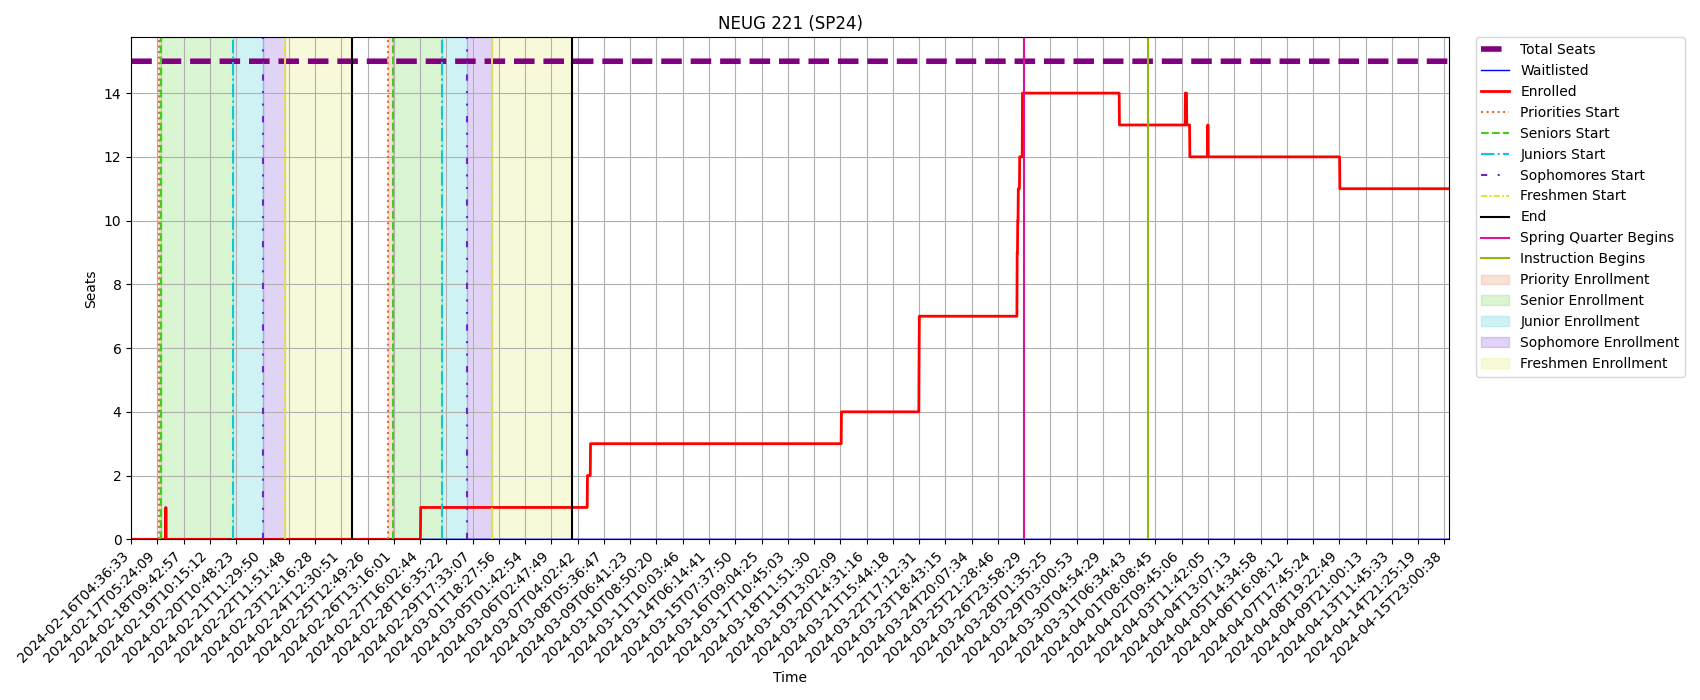 NEUG 221 (SP24)
Seats
14
12
10
8
6
4
2
0
2024-02-16T04:36:33
2024-02-17T05:24:09
2024-02-18T09:42:57
2024-02-19T10:15:12
2024-02-20T10:48:23
2024-02-21T11:29:50
2024-02-22T11:51:48
2024-02-23T12:16:28
2024-02-24T12:30:51
2024-02-25T12:49:26
2024-02-26T13:16:01
2024-02-27T16:02:44
2024-02-28T16:35:22
2024-02-29T17:33:07
2024-03-01T18:27:56
2024-03-05T01:42:54
2024-03-06T02:47:49
2024-03-07T04:02:42
2024-03-08T05:36:47
2024-03-09T06:41:23
2024-03-10T08:50:20
2024-03-11T10:03:46
2024-03-14T06:14:41
2024-03-15T07:37:50
2024-03-16T09:04:25
2024-03-17T10:45:03
2024-03-18T11:51:30
2024-03-19T13:02:09
2024-03-20T14:31:16
2024-03-21T15:44:18
2024-03-22T17:12:31
2024-03-23T18:43:15
2024-03-24T20:07:34
2024-03-25T21:28:46
2024-03-26T23:58:29
2024-03-28T01:35:25
2024-03-29T03:00:53
2024-03-30T04:54:29
2024-03-31T06:34:43
2024-04-01T08:08:45
2024-04-02T09:45:06
2024-04-03T11:42:05
2024-04-04T13:07:13
2024-04-05T14:34:58
2024-04-06T16:08:12
2024-04-07T17:45:24
2024-04-08T19:22:49
2024-04-09T21:00:13
2024-04-13T11:45:33
2024-04-14T21:25:19
2024-04-15T23:00:38
Time
Total Seats
Waitlisted
Enrolled
Priorities Start
Seniors Start
Juniors Start
Sophomores Start
Freshmen Start
End
Spring Quarter Begins
Instruction Begins
Priority Enrollment
Senior Enrollment
Junior Enrollment
Sophomore Enrollment
Freshmen Enrollment